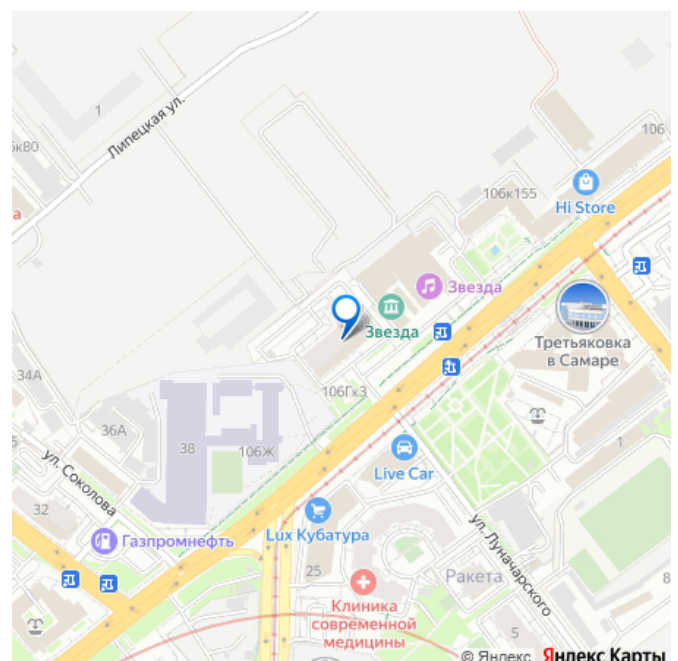 1
Липецкая ул.
106
к80
106к155
Hi Store
а
Звезда
Звезда
Третьяковка
в Самаре
34А
106Гк3
36А
38
106Ж
1
ул. Соколова
Live Car
32
Газпромнефть
Lux Кубатура
ул. Луначарского
25
Ракета
8
Клиника
современной
медицины
5
© Яндекс Яндекс Карты